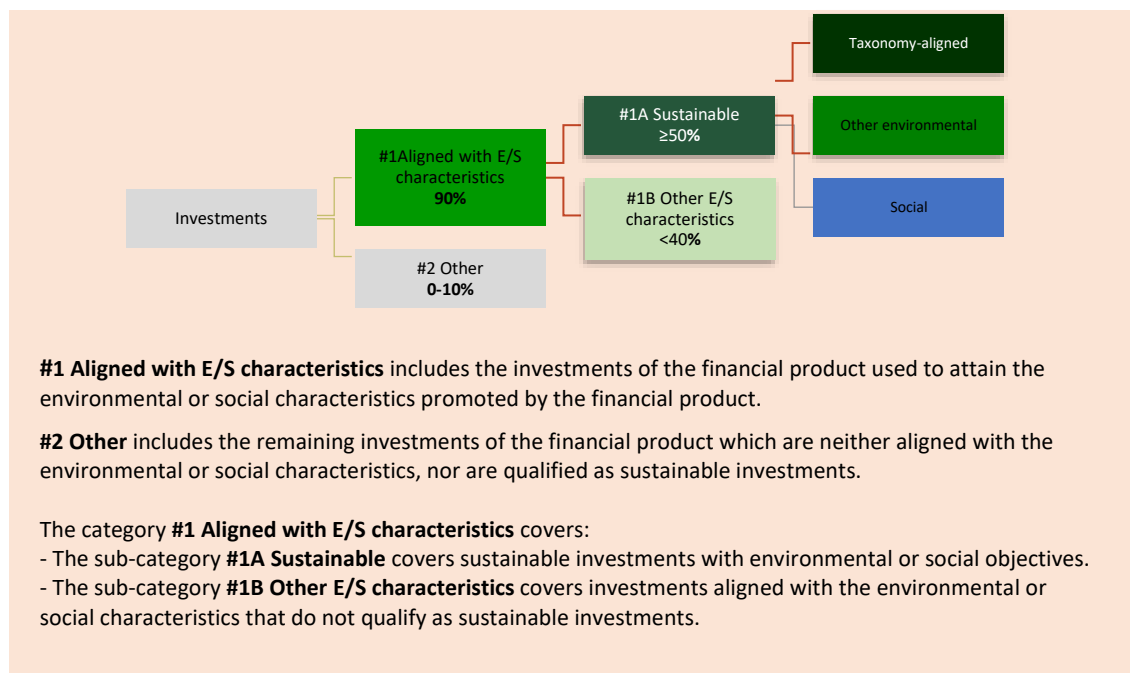 Taxonomy-aligned
#1A Sustainable
≥50%
Other environmental
#1Aligned with E/S
characteristics
90%
#1B Other E/S
characteristics
<40%
Investments
Social
#2 Other
0-10%
#1 Aligned with E/S characteristics includes the investments of the financial product used to attain the
environmental or social characteristics promoted by the financial product.
#2 Other includes the remaining investments of the financial product which are neither aligned with the
environmental or social characteristics, nor are qualified as sustainable investments.
The category #1 Aligned with E/S characteristics covers:
- The sub-category #1A Sustainable covers sustainable investments with environmental or social objectives.
- The sub-category #1B Other E/S characteristics covers investments aligned with the environmental or
social characteristics that do not qualify as sustainable investments.